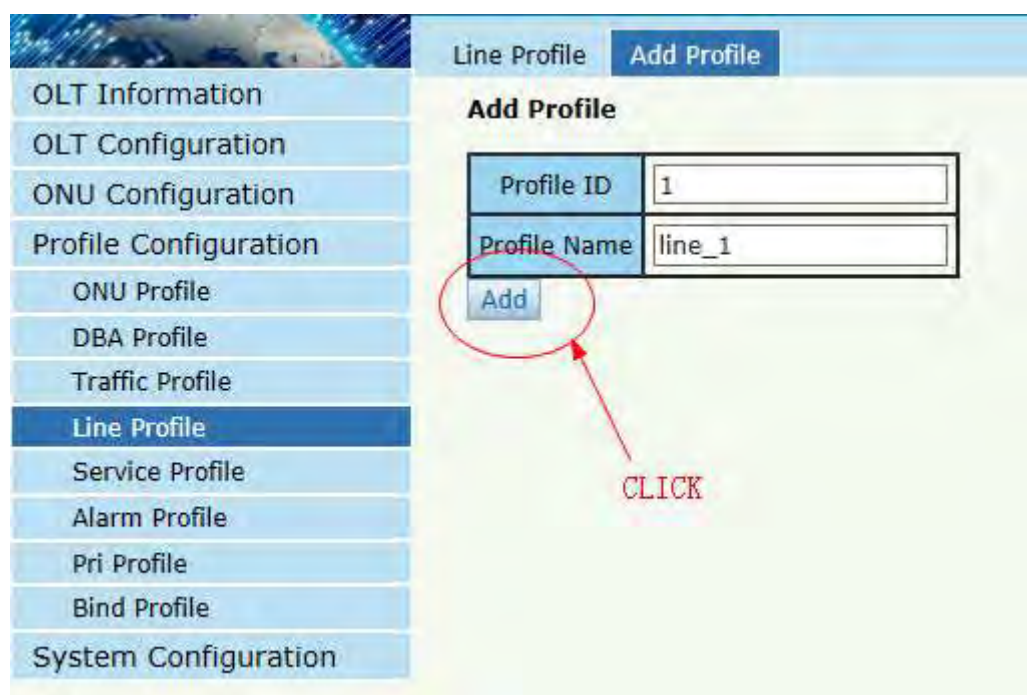 Line Profile
Add Profile
OLT Information
OLT Configuration
ONU Configuration
Profile Configuration
ONU Profile
DBA Profile
Traffic Profile
Line Profile
Service Profile
Alarm Profile
Pri Profile
Bind Profile
System Configuration
Add Profile
Profile ID 1
Profile Name line_1
Add
CLICK